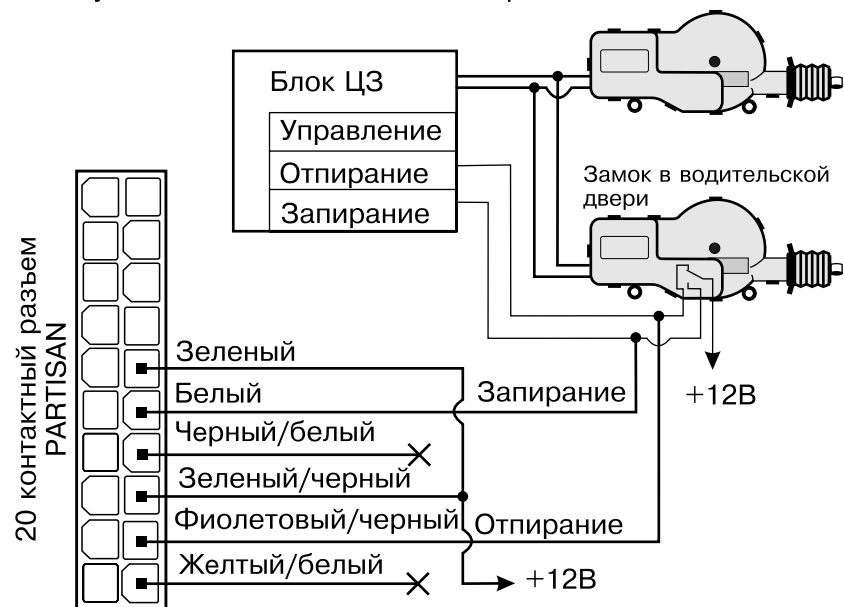 Блок ЦЗ
Управление
Отпирание
Запирание
Замок в водительской
двери
+12В
20 контактный разъем
PARTISAN
Зеленый
Белый
Запирание
Черный/белый
Зеленый/черный
Фиолетовый/черный
Отпирание
Желтый/белый
+12В